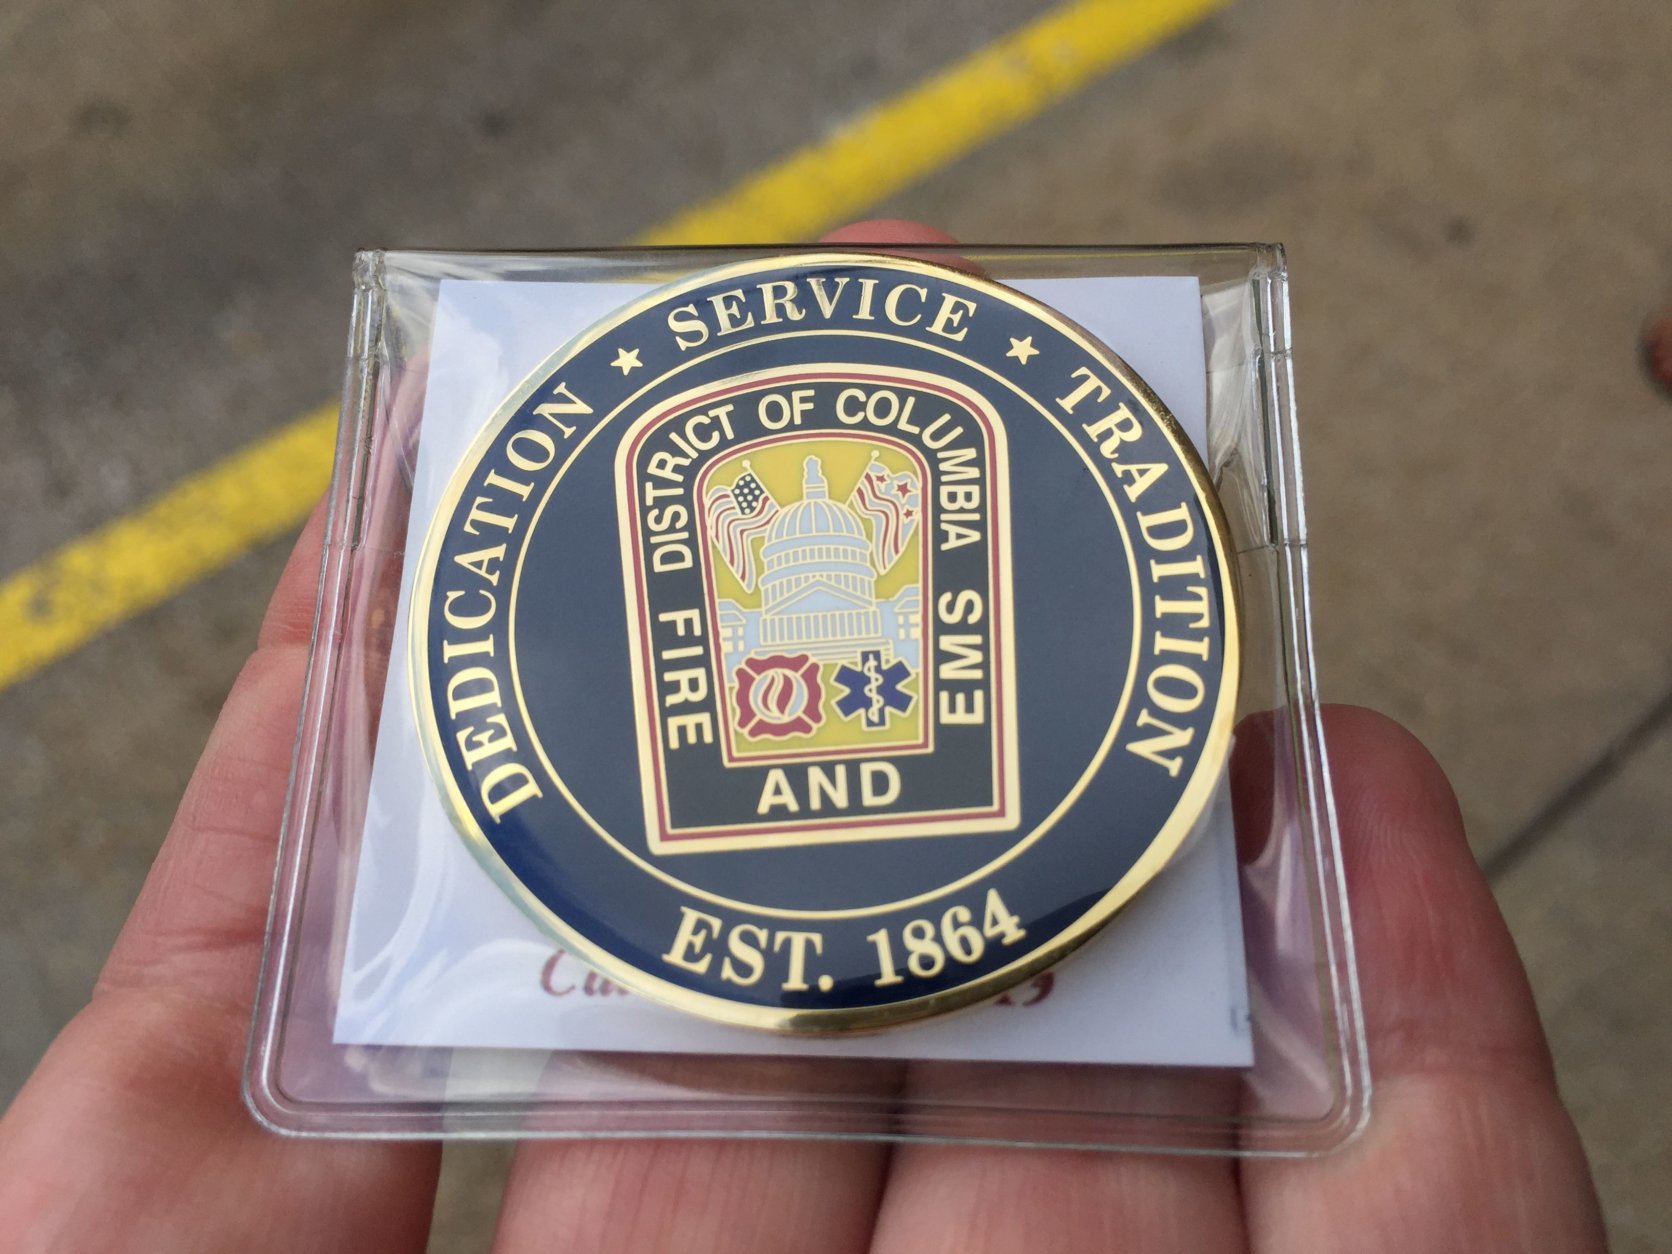 DEDICATION ★ SERVICE ★ TRADITION
DISTRICT OF COLUMBIA
FIRE
AND
EMS
EST. 1864